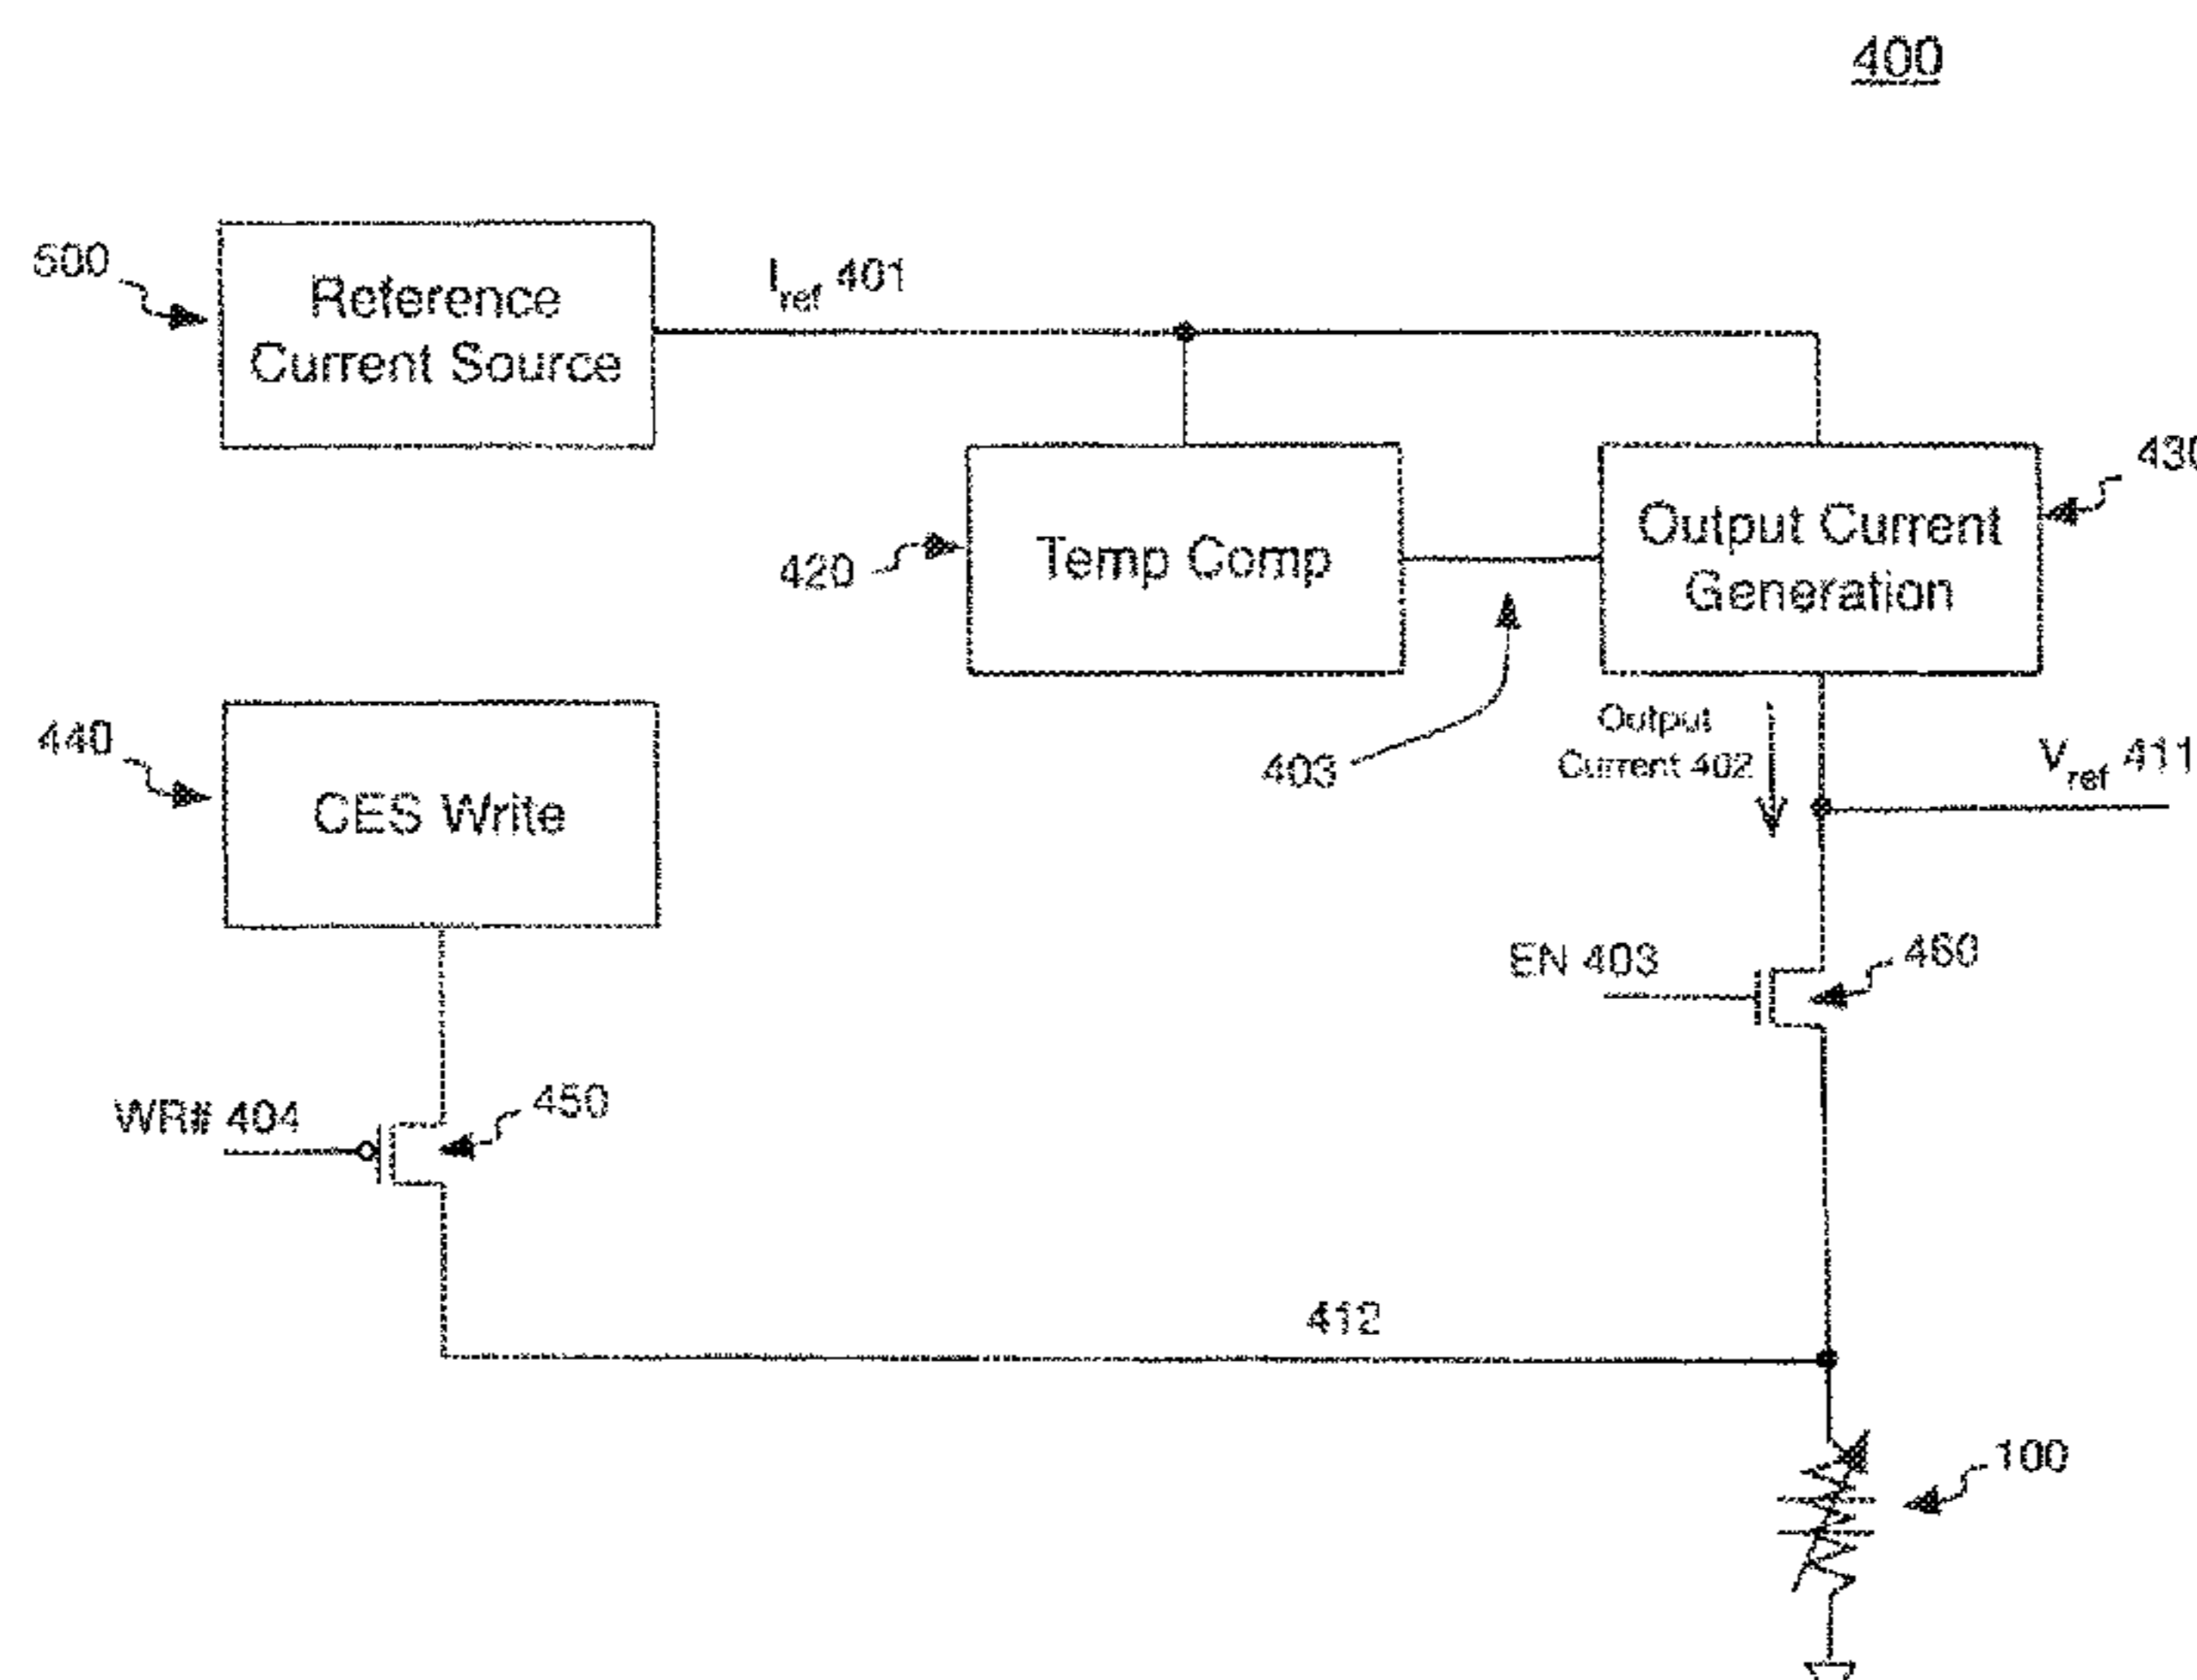 400
500
Reference
Current Source
Iref 401
430
420
Temp Comp
Output Current
Generation
440
CES Write
403
Output
Current 402
Vref 411
EN 403
460
WR# 404
450
412
100